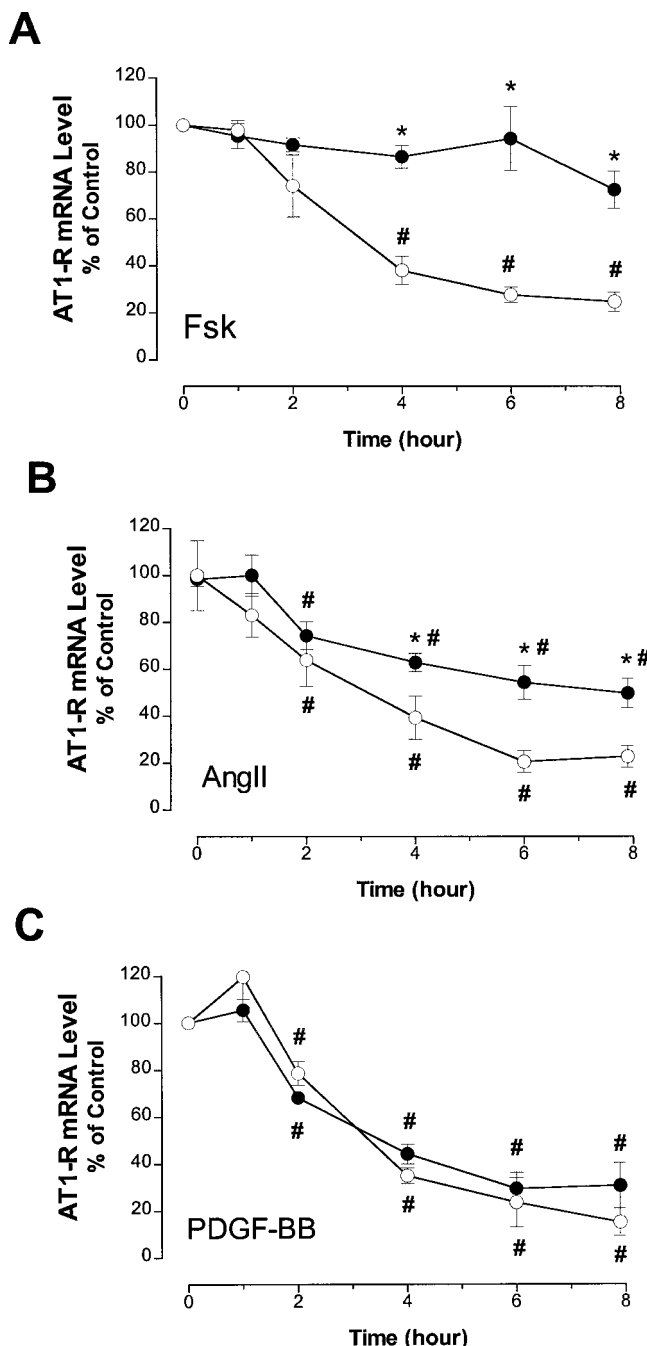 A
AT1-R mRNA Level
% of Control
120
100
80
60
40
20
0
* * *
# # #
Fsk
0 2 4 6 8
Time (hour)
B
AT1-R mRNA Level
% of Control
120
100
80
60
40
20
0
# * # * # * #
# # # #
AngII
0 2 4 6 8
Time (hour)
C
AT1-R mRNA Level
% of Control
120
100
80
60
40
20
0
# # # #
# # # #
PDGF-BB
0 2 4 6 8
Time (hour)